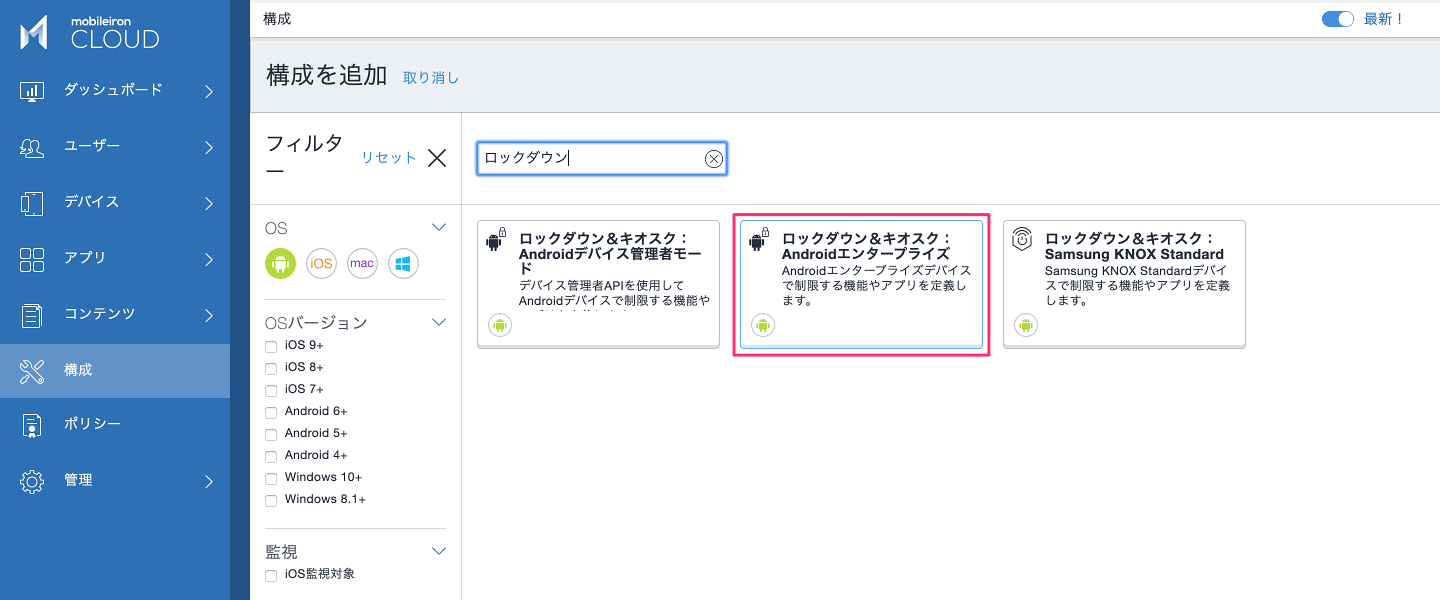 mobileiron
CLOUD
ダッシュボード
ユーザー
デバイス
アプリ
コンテンツ
構成
ポリシー
管理
構成
最新！
構成を追加 取り消し
フィルタ
ー
リセット
ロックダウン
OS
iOS
mac
OSバージョン
iOS 9+
iOS 8+
iOS 7+
Android 6+
Android 5+
Android 4+
Windows 10+
Windows 8.1+
監視
iOS監視対象
ロックダウン＆キオスク：
Androidデバイス管理者モー
ド
デバイス管理者APIを使用して
Androidデバイスで制限する機能や
ロックダウン＆キオスク：
Androidエンタープライズ
Androidエンタープライズデバイス
で制限する機能やアプリを定義し
ます。
ロックダウン＆キオスク：
Samsung KNOX Standard
Samsung KNOX Standardデバイ
スで制限する機能やアプリを定義
します。